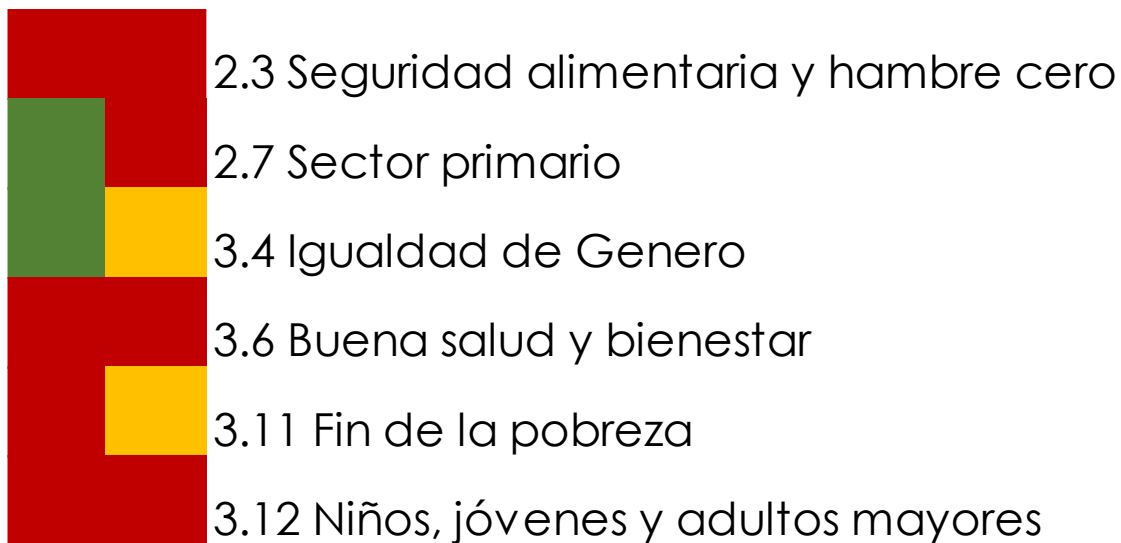 2.3 Seguridad alimentaria y hambre cero
2.7 Sector primario
3.4 Igualdad de Genero
3.6 Buena salud y bienestar
3.11 Fin de la pobreza
3.12 Niños, jóvenes y adultos mayores